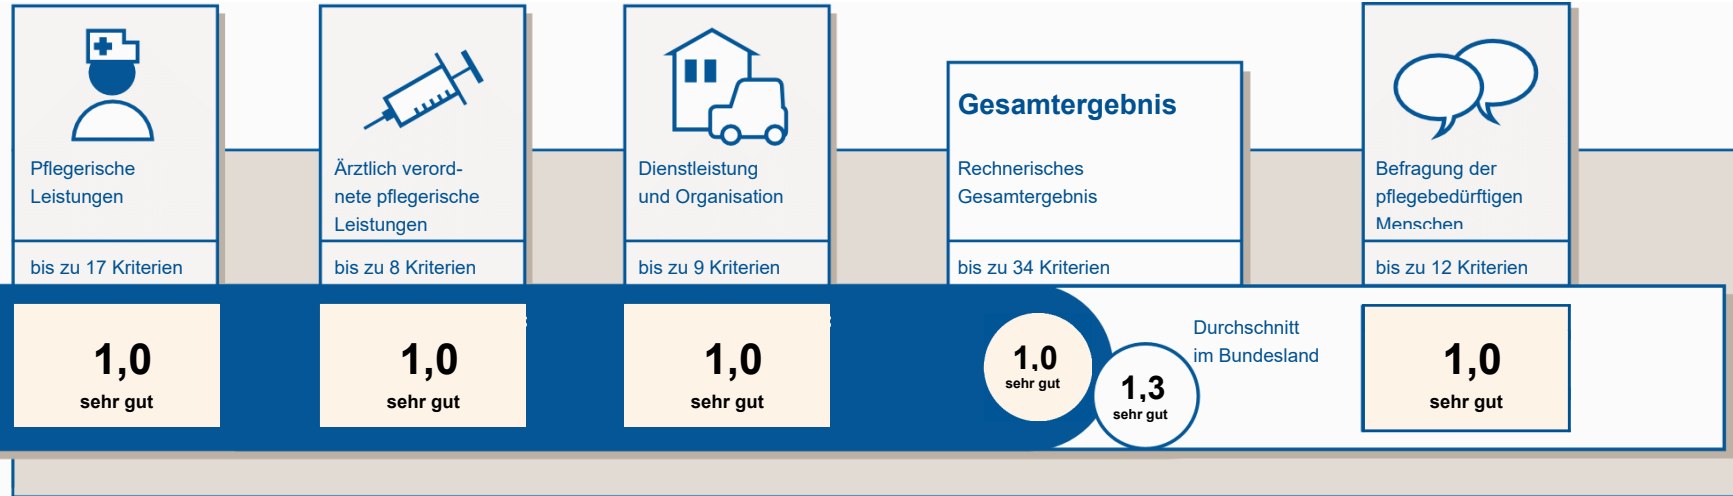 Pflegerische
Leistungen
bis zu 17 Kriterien
1,0
sehr gut
Ärztlich verord-
nete pflegerische
Leistungen
bis zu 8 Kriterien
1,0
sehr gut
Dienstleistung
und Organisation
bis zu 9 Kriterien
1,0
sehr gut
Gesamtergebnis
Rechnerisches
Gesamtergebnis
bis zu 34 Kriterien
1,0
sehr gut
1,3
sehr gut
Durchschnitt
im Bundesland
Befragung der
pflegebedürftigen
Menschen
bis zu 12 Kriterien
1,0
sehr gut